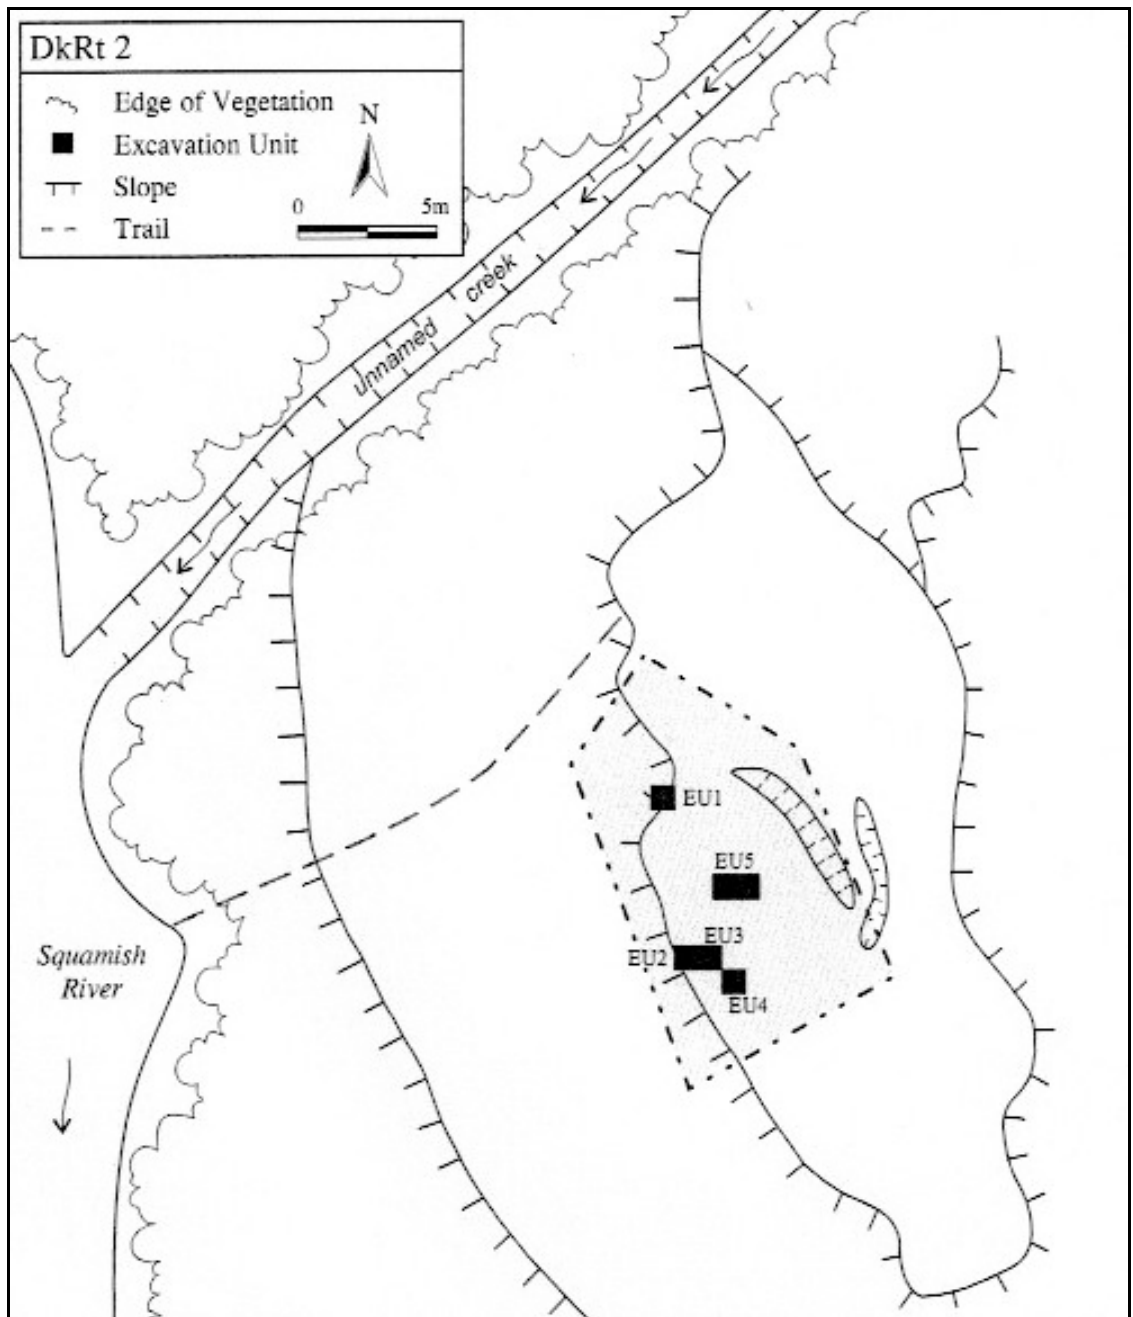 DkRt 2
Edge of Vegetation
N
Excavation Unit
Slope
0 5m
Trail
unnamed creek
EU1
EU5
EU3
EU2
EU4
Squamish
River